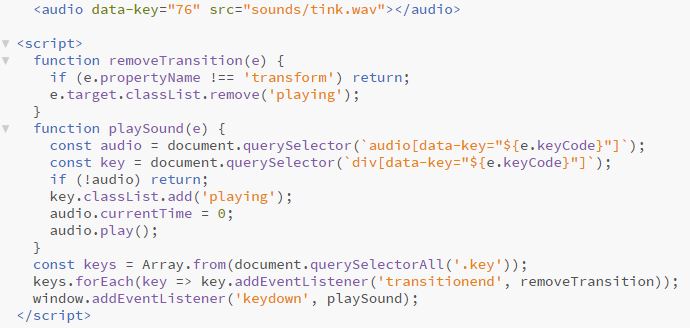 <audio data-key="76" src="sounds/tink.wav"></audio>
<script>
function removeTransition(e) {
if (e.propertyName !== 'transform') return;
e.target.classList.remove('playing');
}
function playSound(e) {
const audio = document.querySelector(`audio[data-key="${e.keyCode}"]`);
const key = document.querySelector(`div[data-key="${e.keyCode}"]`);
if (!audio) return;
key.classList.add('playing');
audio.currentTime = 0;
audio.play();
}
const keys = Array.from(document.querySelectorAll('.key'));
keys.forEach(key => key.addEventListener('transitionend', removeTransition));
window.addEventListener('keydown', playSound);
</script>